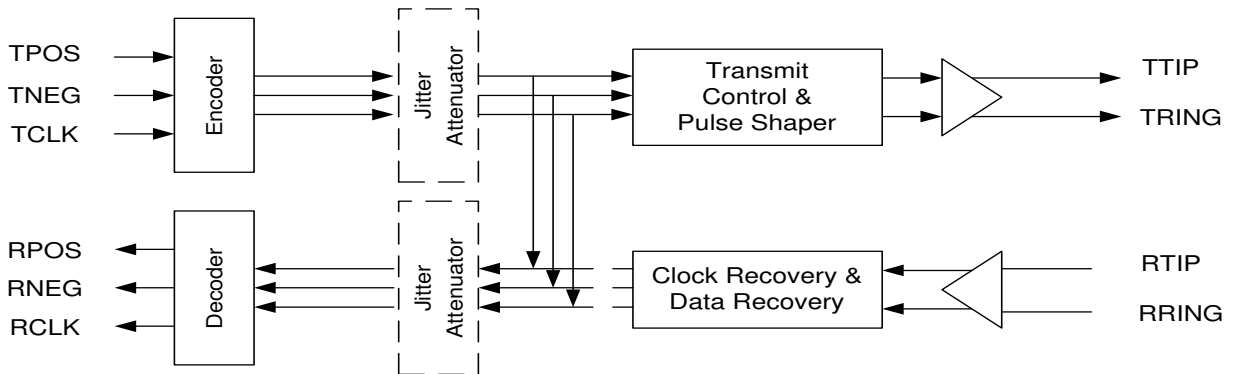 TPOS
TNEG
TCLK
Encoder
Jitter
Attenuator
Transmit
Control &
Pulse Shaper
TTIP
TRING
RPOS
RNEG
RCLK
Decoder
Jitter
Attenuator
Clock Recovery &
Data Recovery
RTIP
RRING